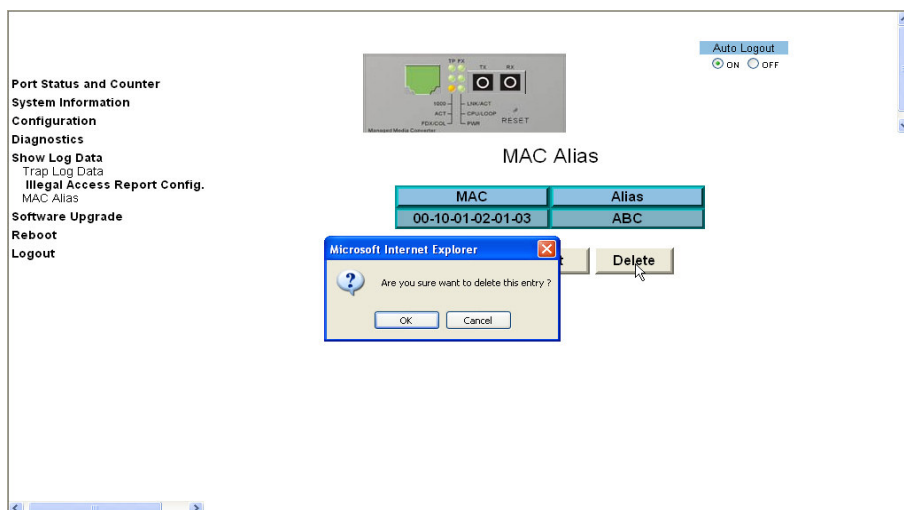 Auto Logout
ON OFF
TP FX
TX RX
1000 LNK/ACT
ACT CPU/LOOP
FDX/COL PWR
RESET
Managed Media Converter
Port Status and Counter
System Information
Configuration
Diagnostics
Show Log Data
Trap Log Data
Illegal Access Report Config.
MAC Alias
Software Upgrade
Reboot
Logout
MAC Alias
MAC Alias
00-10-01-02-01-03 ABC
Delete
Microsoft Internet Explorer
Are you sure want to delete this entry ?
OK Cancel